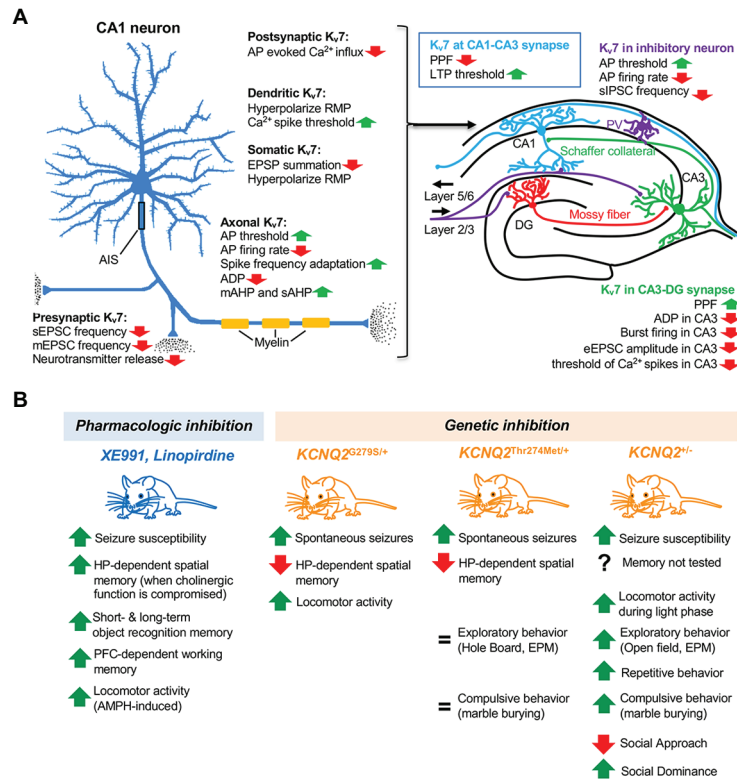 A
CA1 neuron
Postsynaptic Kv7:
AP evoked Ca²⁺ influx
Dendritic Kv7:
Hyperpolarize RMP
Ca²⁺ spike threshold
Somatic Kv7:
EPSP summation
Hyperpolarize RMP
Axonal Kv7:
AP threshold
AP firing rate
Spike frequency adaptation
ADP
mAHP and sAHP
AIS
Presynaptic Kv7:
sEPSC frequency
mEPSC frequency
Neurotransmitter release
Myelin
Kv7 at CA1-CA3 synapse
PPF
LTP threshold
Kv7 in inhibitory neuron
AP threshold
AP firing rate
sIPSC frequency
PV
CA1
Schaffer collateral
CA3
Layer 5/6
Layer 2/3
DG
Mossy fiber
Kv7 in CA3-DG synapse
PPF
ADP in CA3
Burst firing in CA3
eEPSC amplitude in CA3
threshold of Ca²⁺ spikes in CA3
B
Pharmacologic inhibition
XE991, Linopirdine
Seizure susceptibility
HP-dependent spatial
memory (when cholinergic
function is compromised)
Short- & long-term
object recognition memory
PFC-dependent working
memory
Locomotor activity
(AMPH-induced)
Genetic inhibition
KCNQ2G279S/+
Spontaneous seizures
HP-dependent spatial
memory
Locomotor activity
KCNQ2Thr274Met/+
Spontaneous seizures
HP-dependent spatial
memory
= Exploratory behavior
(Hole Board, EPM)
= Compulsive behavior
(marble burying)
KCNQ2+/-
Seizure susceptibility
? Memory not tested
Locomotor activity
during light phase
Exploratory behavior
(Open field, EPM)
Repetitive behavior
Compulsive behavior
(marble burying)
Social Approach
Social Dominance